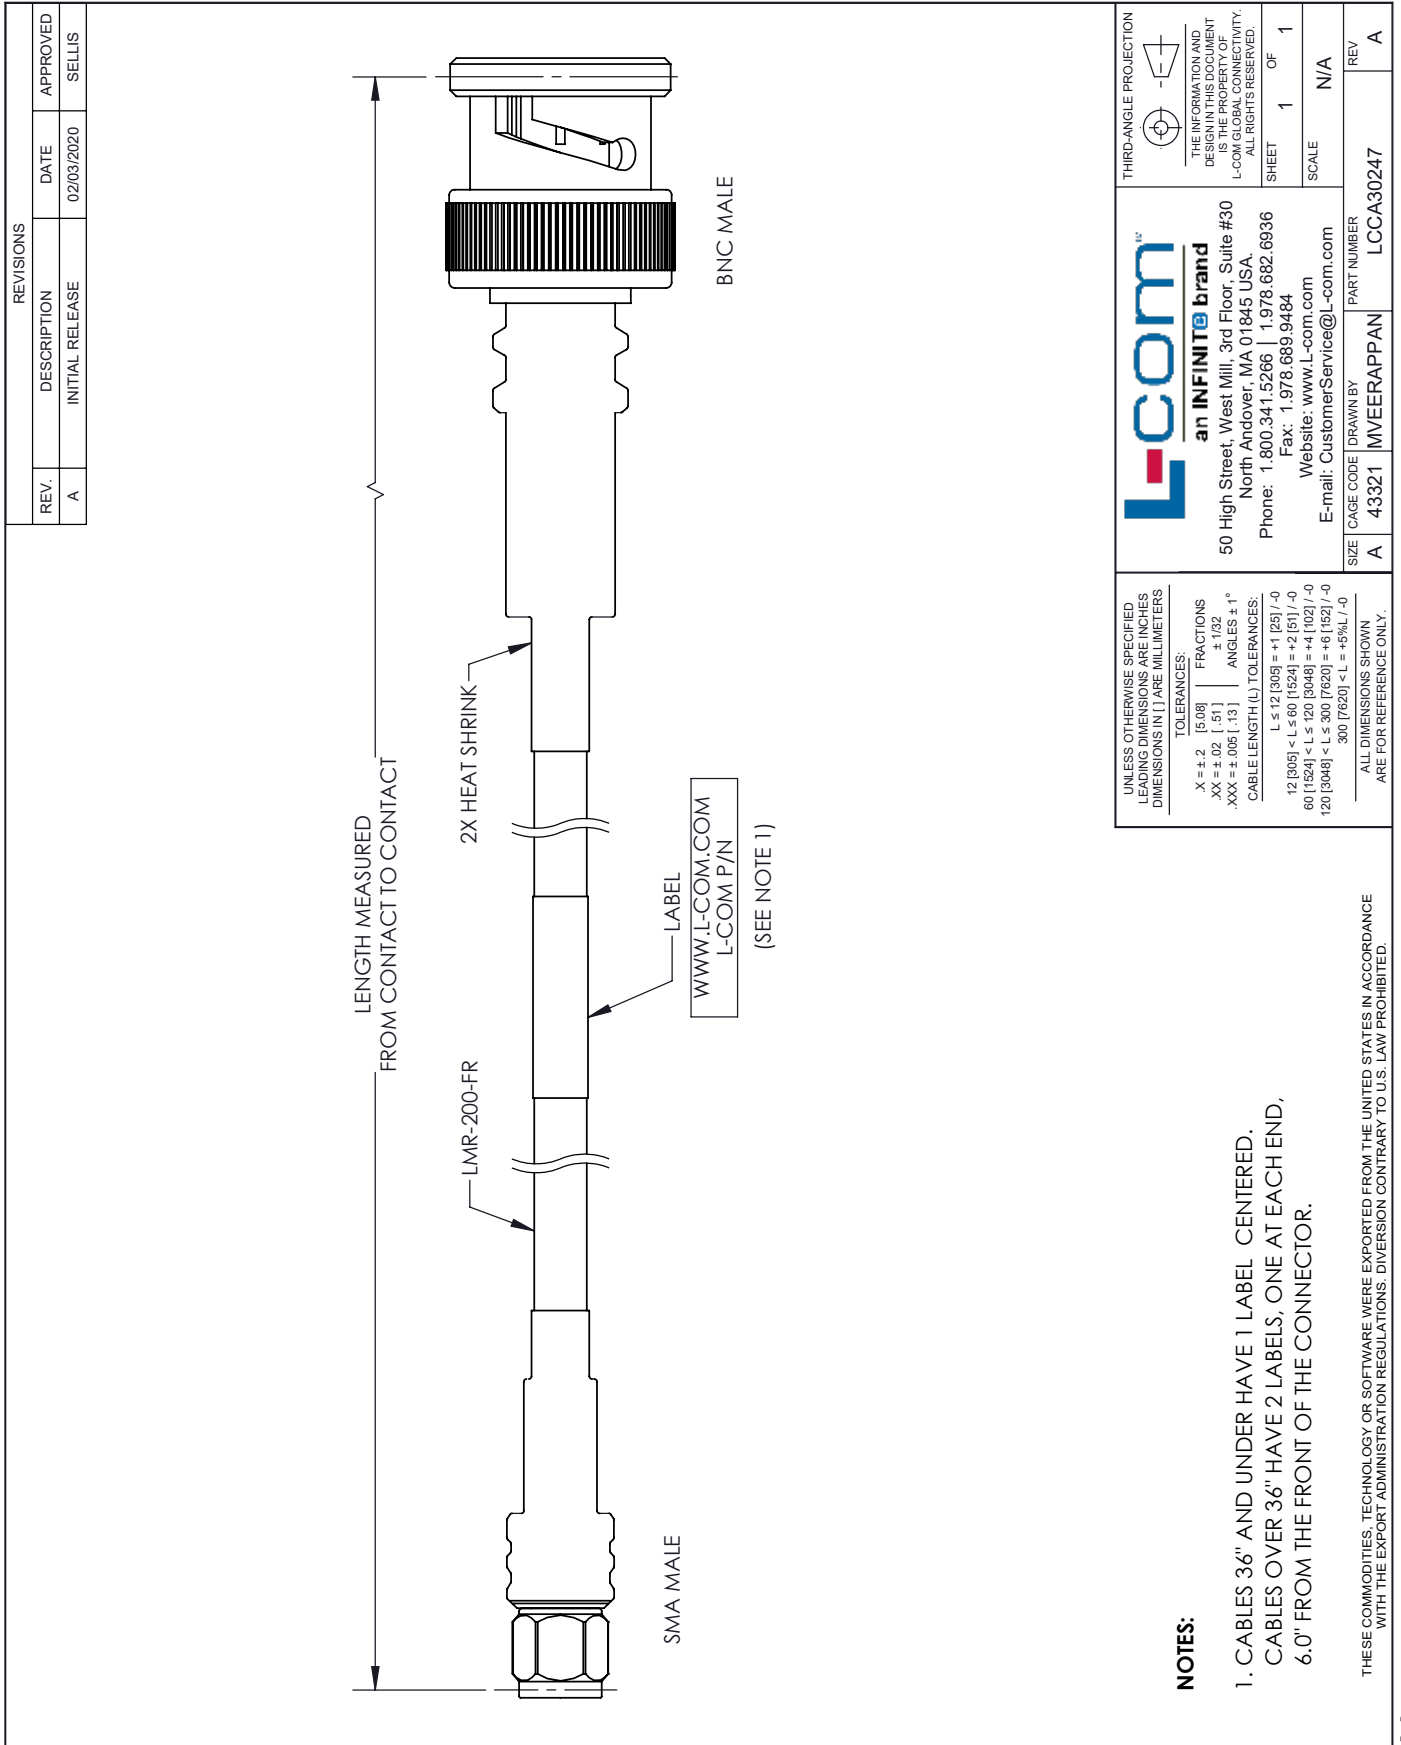 REVISIONS
REV. DESCRIPTION DATE APPROVED
A INITIAL RELEASE 02/03/2020 SELLIS
LENGTH MEASURED
FROM CONTACT TO CONTACT
LMR-200-FR
2X HEAT SHRINK
LABEL
WWW.L-COM.COM
L-COM P/N
(SEE NOTE 1)
SMA MALE
BNC MALE
NOTES:
1. CABLES 36" AND UNDER HAVE 1 LABEL CENTERED.
CABLES OVER 36" HAVE 2 LABELS, ONE AT EACH END,
6.0" FROM THE FRONT OF THE CONNECTOR.
THESE COMMODITIES, TECHNOLOGY OR SOFTWARE WERE EXPORTED FROM THE UNITED STATES IN ACCORDANCE
WITH THE EXPORT ADMINISTRATION REGULATIONS. DIVERSION CONTRARY TO U.S. LAW PROHIBITED.
UNLESS OTHERWISE SPECIFIED
LEADING DIMENSIONS ARE INCHES
DIMENSIONS IN [ ] ARE MILLIMETERS
TOLERANCES:
.X = ±.2 [5.08] FRACTIONS
.XX = ±.02 [.51] ± 1/32
.XXX = ±.005 [.13] ANGLES ± 1°
CABLE LENGTH (L) TOLERANCES:
L ≤ 12 [305] = +1 [25] / -0
12 [305] < L ≤ 60 [1524] = +2 [51] / -0
60 [1524] < L ≤ 120 [3048] = +4 [102] / -0
120 [3048] < L ≤ 300 [7620] = +6 [152] / -0
300 [7620] < L = +5%L / -0
ALL DIMENSIONS SHOWN
ARE FOR REFERENCE ONLY.
L-com
an INFINIT@ brand
50 High Street, West Mill, 3rd Floor, Suite #30
North Andover, MA 01845 USA.
Phone: 1.800.341.5266 | 1.978.682.6936
Fax: 1.978.689.9484
Website: www.L-com.com
E-mail: CustomerService@L-com.com
THIRD-ANGLE PROJECTION
THE INFORMATION AND
DESIGN IN THIS DOCUMENT
IS THE PROPERTY OF
L-COM GLOBAL CONNECTIVITY.
ALL RIGHTS RESERVED.
SHEET 1 OF 1
SCALE N/A
SIZE A
CAGE CODE 43321
DRAWN BY MVEERAPPAN
PART NUMBER LCCA30247
REV A